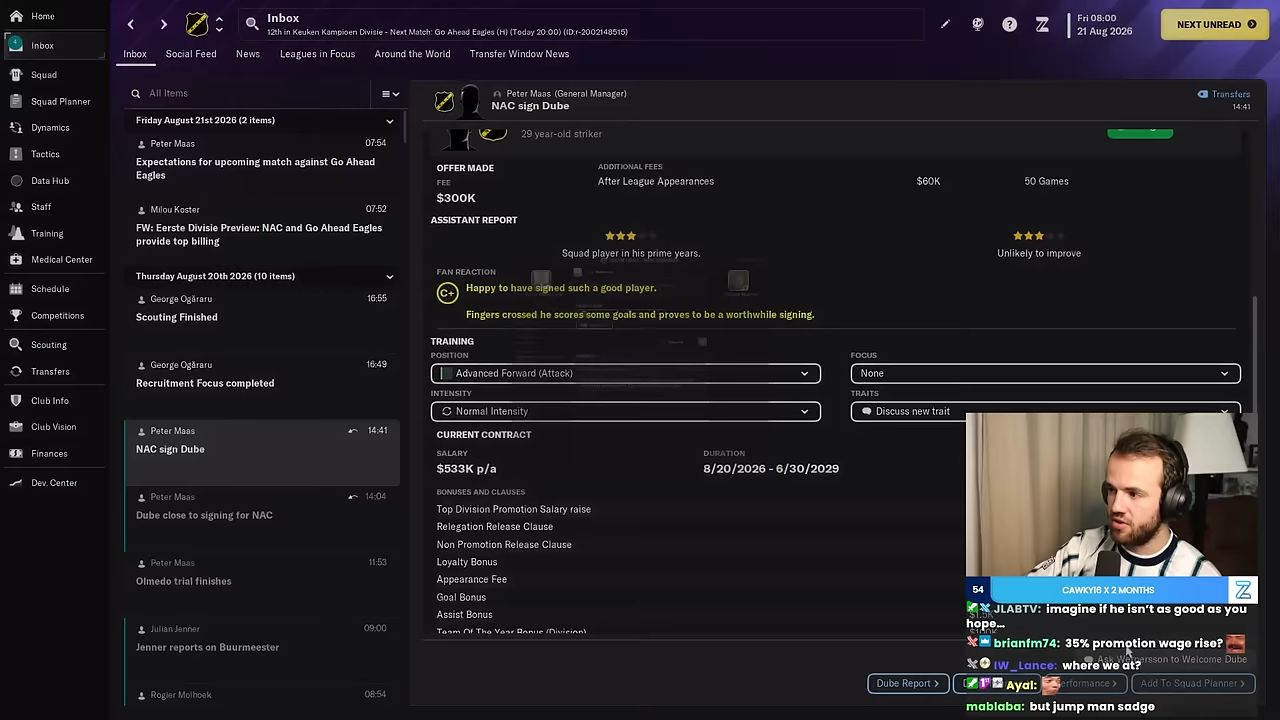 Home
Inbox
Squad
Squad Planner
Dynamics
Tactics
Data Hub
Staff
Training
Medical Center
Schedule
Competitions
Scouting
Transfers
Club Info
Club Vision
Finances
Dev. Center
Inbox
12th in Keuken Kampioen Divisie - Next Match: Go Ahead Eagles (H) (Today 20:00) (ID:r-2002148515)
Fri 08:00
21 Aug 2026
NEXT UNREAD
Inbox Social Feed News Leagues in Focus Around the World Transfer Window News
All Items
Friday August 21st 2026 (2 items)
Peter Maas 07:54
Expectations for upcoming match against Go Ahead
Eagles
Milou Koster 07:52
FW: Eerste Divisie Preview: NAC and Go Ahead Eagles
provide top billing
Thursday August 20th 2026 (10 items)
George Ogăraru 16:55
Scouting Finished
George Ogăraru 16:49
Recruitment Focus completed
Peter Maas 14:41
NAC sign Dube
Peter Maas 14:04
Dube close to signing for NAC
Peter Maas 11:53
Olmedo trial finishes
Julian Jenner 09:00
Jenner reports on Buurmeester
Rogier Molhoek 08:54
Peter Maas (General Manager)
NAC sign Dube
Transfers
14:41
29 year-old striker
OFFER MADE
FEE
$300K
ADDITIONAL FEES
After League Appearances $60K 50 Games
ASSISTANT REPORT
Squad player in his prime years.
Unlikely to improve
FAN REACTION
C+
Happy to have signed such a good player.
Fingers crossed he scores some goals and proves to be a worthwhile signing.
TRAINING
POSITION
Advanced Forward (Attack)
FOCUS
None
INTENSITY
Normal Intensity
TRAITS
Discuss new trait
CURRENT CONTRACT
SALARY
$533K p/a
DURATION
8/20/2026 - 6/30/2029
BONUSES AND CLAUSES
Top Division Promotion Salary raise
Relegation Release Clause
Non Promotion Release Clause
Loyalty Bonus
Appearance Fee
Goal Bonus
Assist Bonus
Team Of The Year Bonus (Division)
Dube Report
Add To Squad Planner
54 CAWKY16 X 2 MONTHS Z
JLABTV: imagine if he isn't as good as you
hope...
brianfm74: 35% promotion wage rise?
IW_Lance: where we at?
Ayal:
mablaba: but jump man sadge